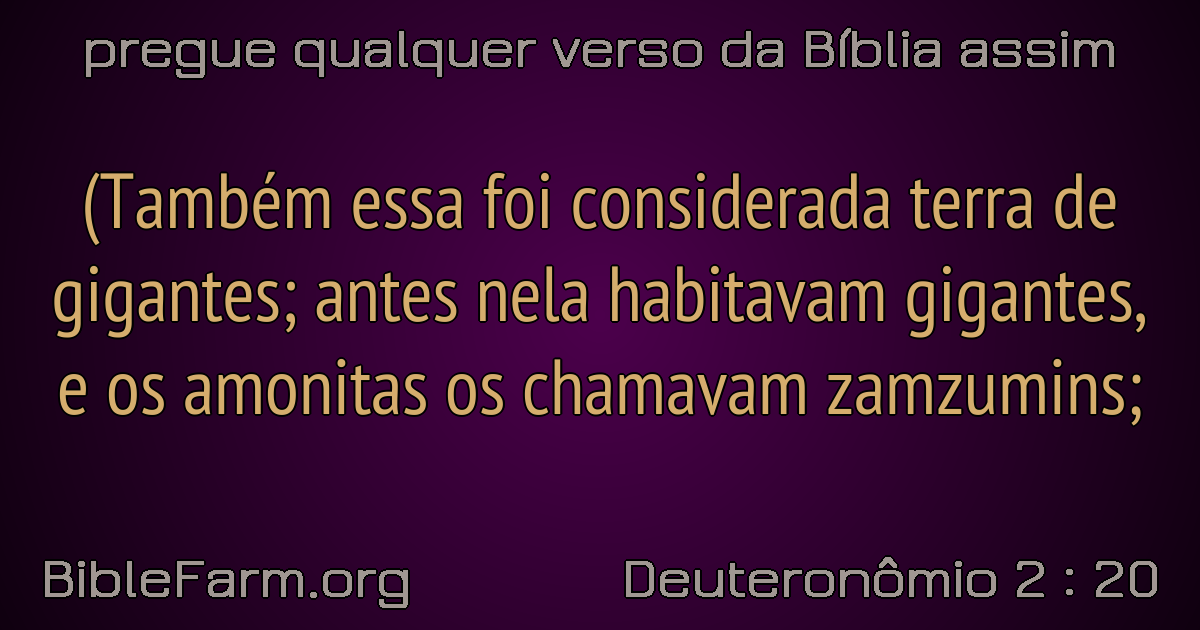 pregue qualquer verso da Bíblia assim
(Também essa foi considerada terra de
gigantes; antes nela habitavam gigantes,
e os amonitas os chamavam zamzumins;
BibleFarm.org
Deuteronômio 2 : 20